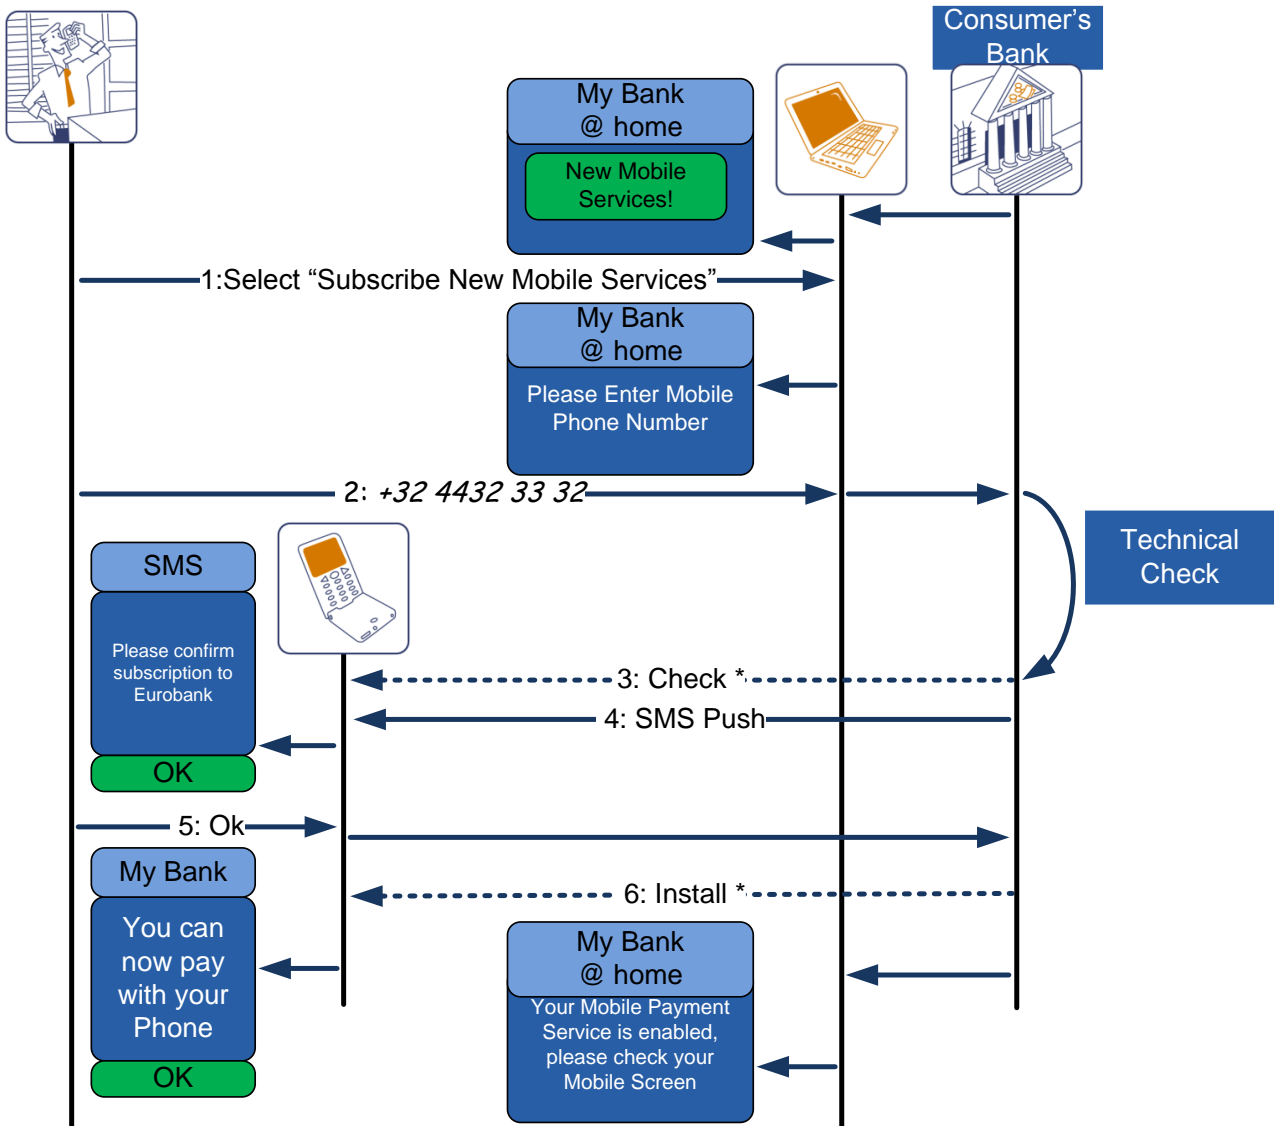 Consumer's
Bank
My Bank
@ home
New Mobile
Services!
1:Select “Subscribe New Mobile Services”
My Bank
@ home
Please Enter Mobile
Phone Number
2: +32 4432 33 32
Technical
Check
SMS
Please confirm
subscription to
Eurobank
OK
3: Check *
4: SMS Push
5: Ok
My Bank
You can
now pay
with your
Phone
OK
6: Install *
My Bank
@ home
Your Mobile Payment
Service is enabled,
please check your
Mobile Screen